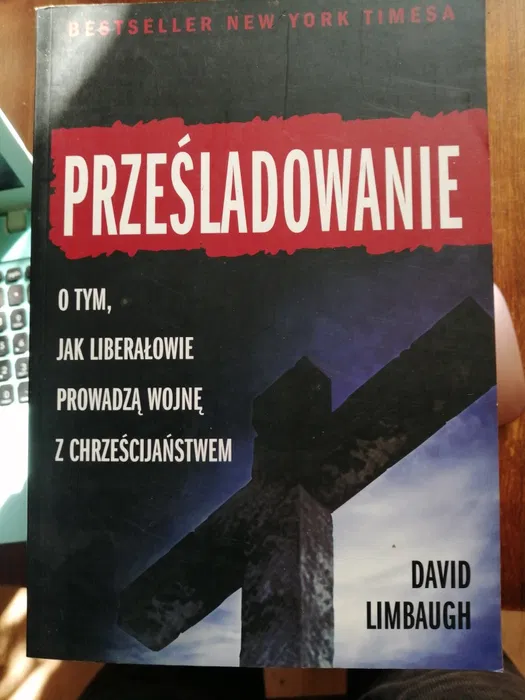 BESTSELLER NEW YORK TIMESA
PRZEŚLADOWANIE
O TYM,
JAK LIBERAŁOWIE
PROWADZĄ WOJNĘ
Z CHRZEŚCIJAŃSTWEM
DAVID
LIMBAUGH